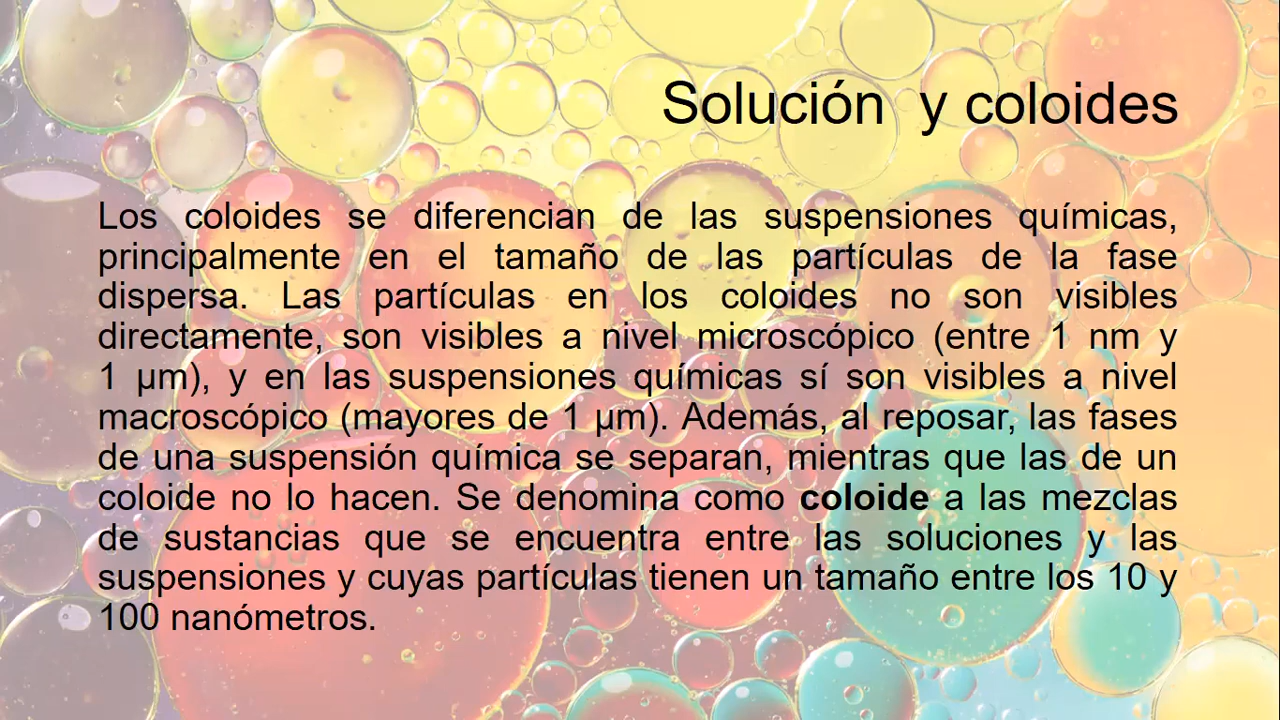 Solución  y coloides
Los coloides se diferencian de las suspensiones químicas,
principalmente en el tamaño de las partículas de la fase
dispersa. Las partículas en los coloides no son visibles
directamente, son visibles a nivel microscópico (entre 1 nm y
1 µm), y en las suspensiones químicas sí son visibles a nivel
macroscópico (mayores de 1 µm). Además, al reposar, las fases
de una suspensión química se separan, mientras que las de un
coloide no lo hacen. Se denomina como coloide a las mezclas
de sustancias que se encuentra entre las soluciones y las
suspensiones y cuyas partículas tienen un tamaño entre los 10 y
100 nanómetros.